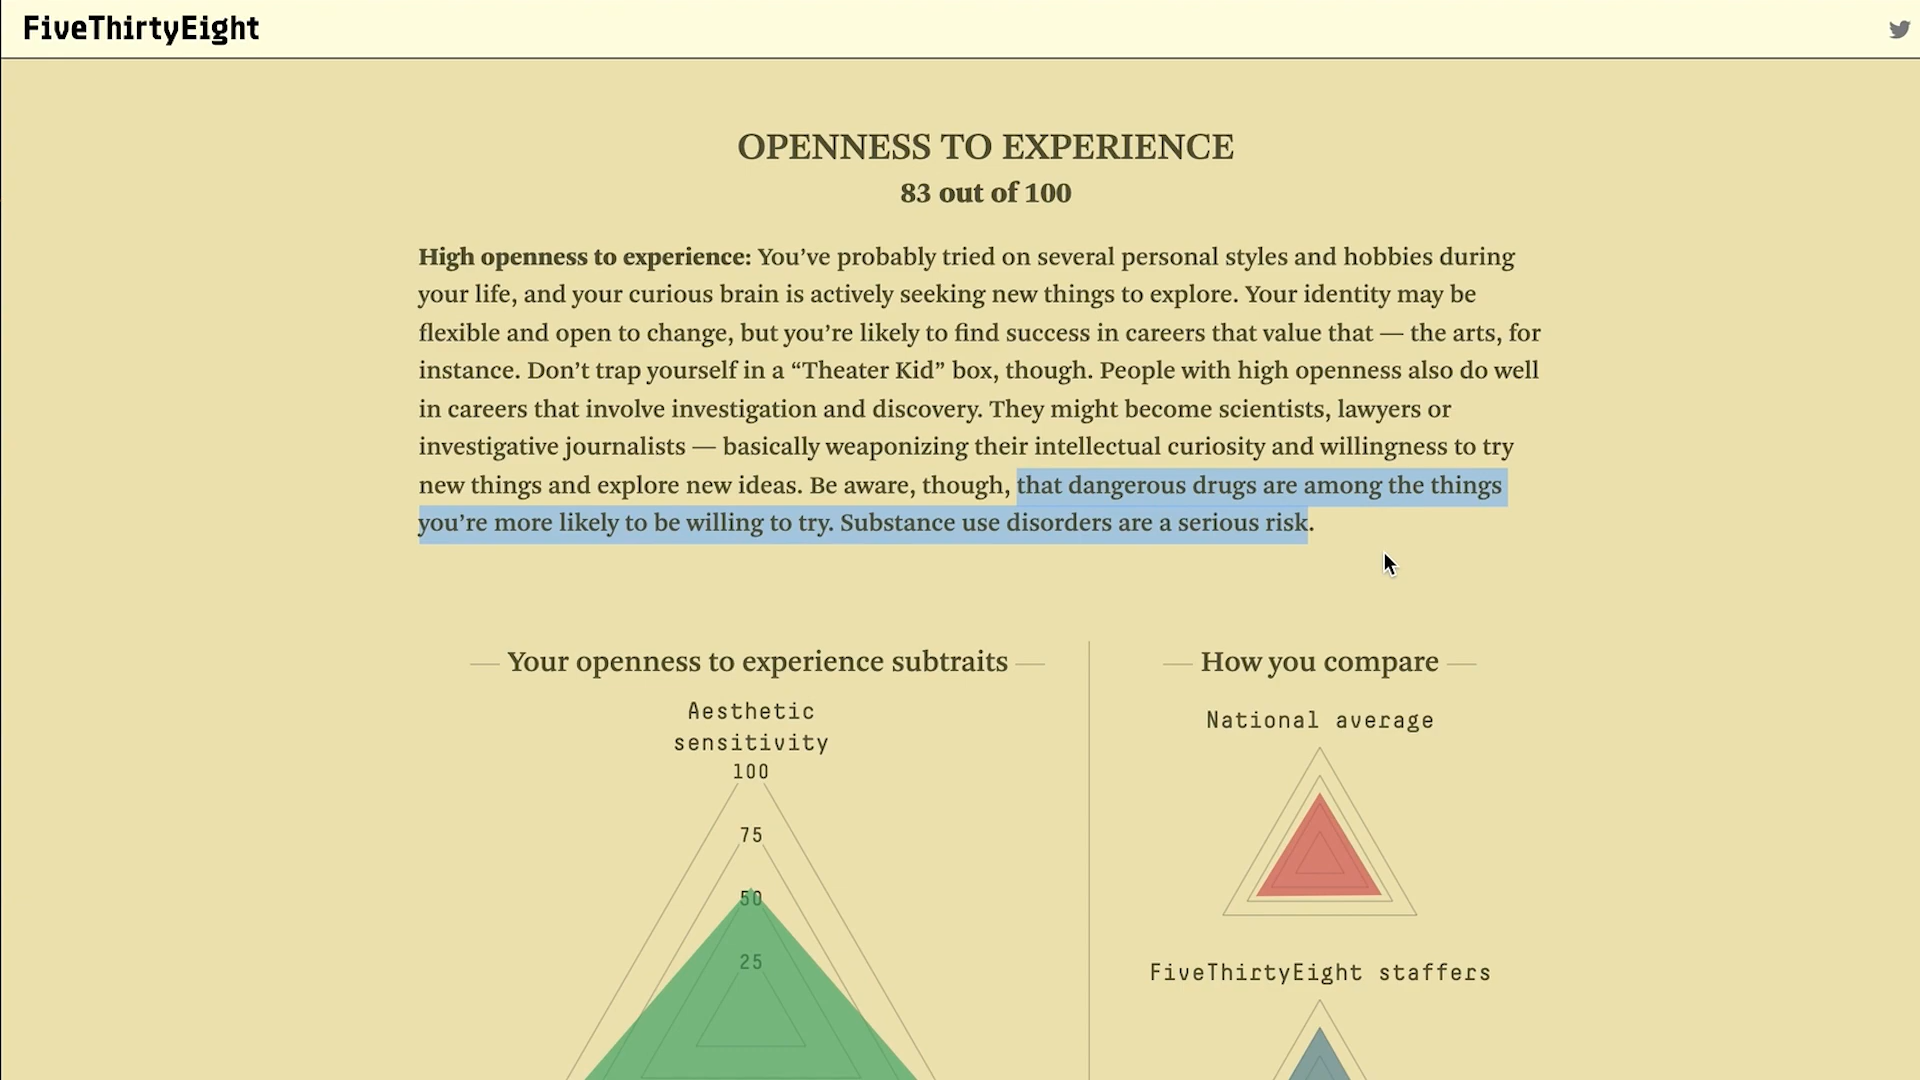 FiveThirtyEight
OPENNESS TO EXPERIENCE
83 out of 100
High openness to experience: You’ve probably tried on several personal styles and hobbies during
your life, and your curious brain is actively seeking new things to explore. Your identity may be
flexible and open to change, but you’re likely to find success in careers that value that — the arts, for
instance. Don’t trap yourself in a “Theater Kid” box, though. People with high openness also do well
in careers that involve investigation and discovery. They might become scientists, lawyers or
investigative journalists — basically weaponizing their intellectual curiosity and willingness to try
new things and explore new ideas. Be aware, though, that dangerous drugs are among the things
you’re more likely to be willing to try. Substance use disorders are a serious risk.
Your openness to experience subtraits
Aesthetic
sensitivity
100
75
50
25
How you compare
National average
FiveThirtyEight staffers